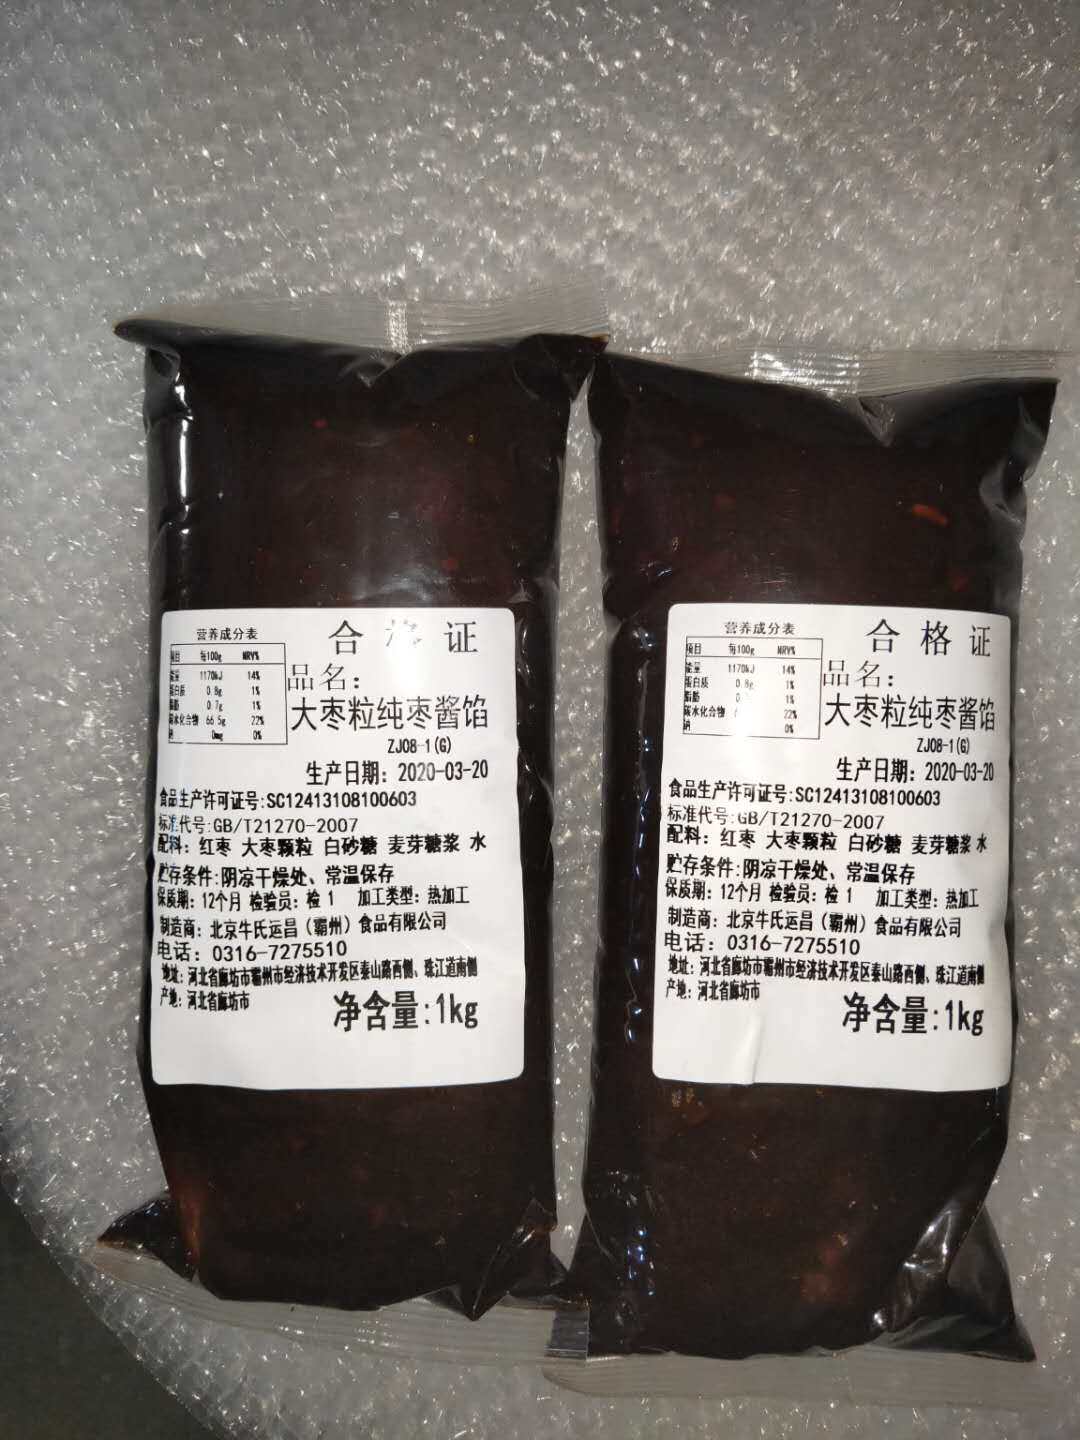 营养成分表
项目 每100g NRV%
能量 1170kJ 14%
蛋白质 0.8g 1%
脂肪 0.7g 1%
碳水化合物 66.5g 22%
钠 0mg 0%
合格证
品名：
大枣粒纯枣酱馅
ZJ08-1(G)
生产日期：2020-03-20
食品生产许可证号:SC12413108100603
标准代号:GB/T21270-2007
配料：红枣 大枣颗粒 白砂糖 麦芽糖浆 水
贮存条件:阴凉干燥处、常温保存
保质期：12个月 检验员：检 1 加工类型：热加工
制造商：北京牛氏运昌（霸州）食品有限公司
电话：0316-7275510
地址：河北省廊坊市霸州市经济技术开发区泰山路西侧、珠江道南侧
产地：河北省廊坊市
净含量:1kg
营养成分表
项目 每100g NRV%
能量 1170kJ 14%
蛋白质 0.8g 1%
脂肪 1%
碳水化合物 22%
钠 0%
合格证
品名：
大枣粒纯枣酱馅
ZJ08-1(G)
生产日期：2020-03-20
食品生产许可证号:SC12413108100603
标准代号:GB/T21270-2007
配料：红枣 大枣颗粒 白砂糖 麦芽糖浆 水
贮存条件:阴凉干燥处、常温保存
保质期：12个月 检验员：检 1 加工类型：热加工
制造商：北京牛氏运昌（霸州）食品有限公司
电话：0316-7275510
地址：河北省廊坊市霸州市经济技术开发区泰山路西侧、珠江道南侧
产地：河北省廊坊市
净含量:1kg